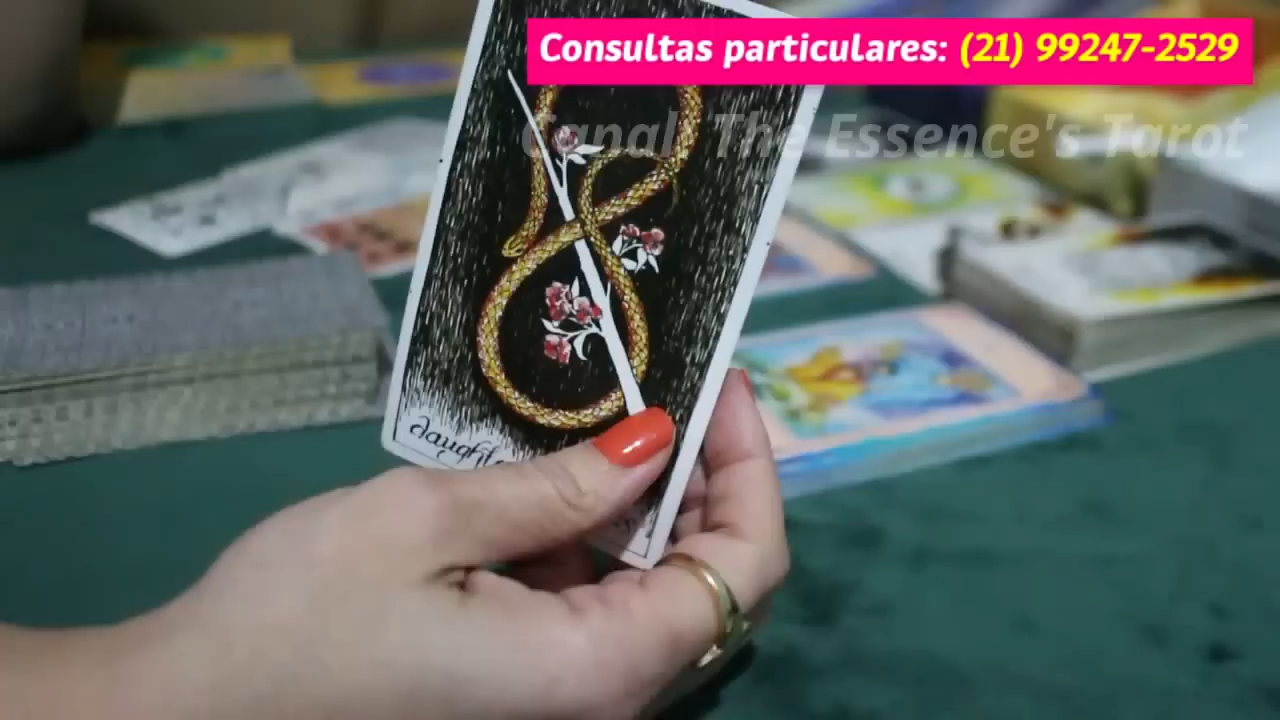 Consultas particulares: (21) 99247-2529
Canal The Essence's Tarot